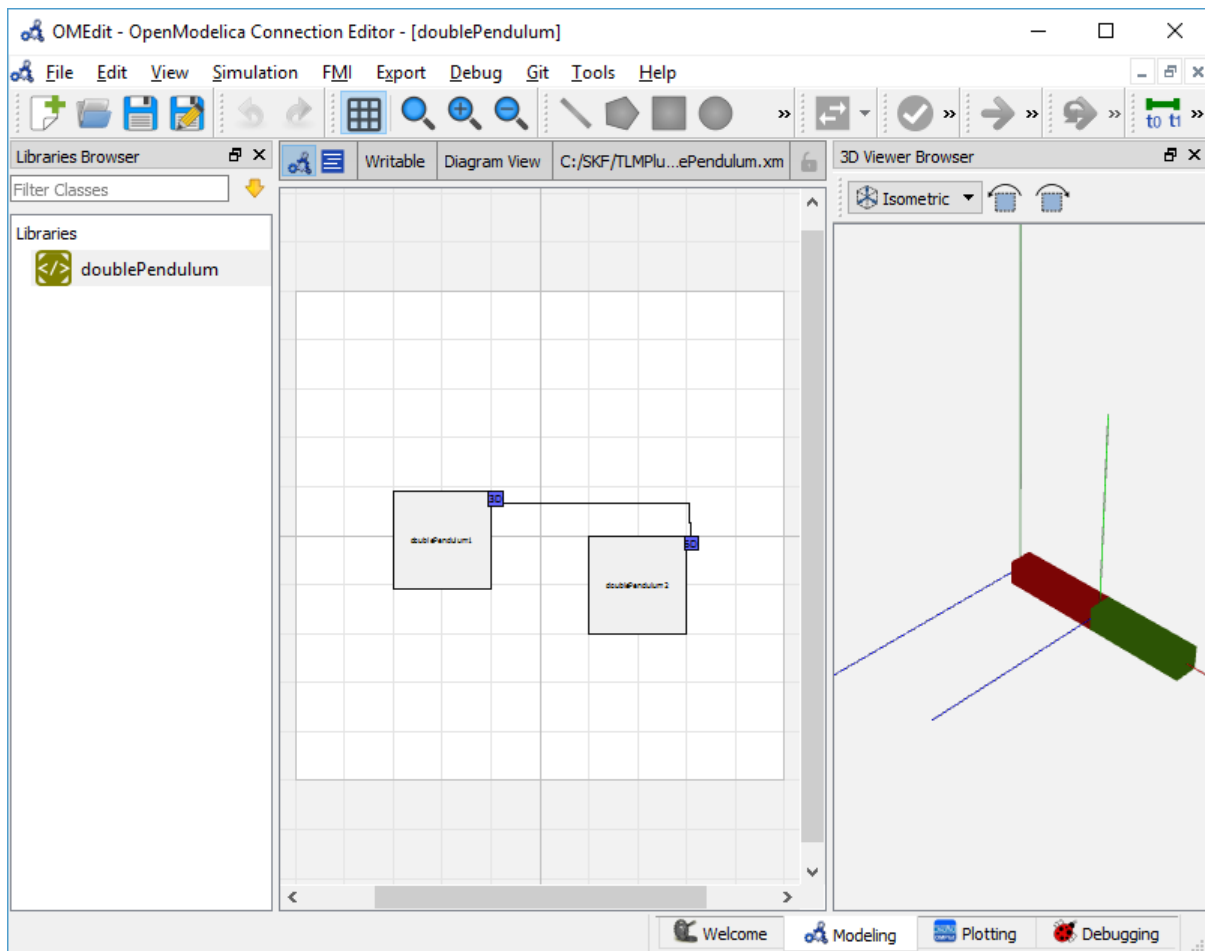 OMEdit - OpenModelica Connection Editor - [doublePendulum]
File Edit View Simulation FMI Export Debug Git Tools Help
t0 t1
Libraries Browser
Filter Classes
Libraries
</> doublePendulum
Writable Diagram View C:/SKF/TLMPlu...ePendulum.xm
3D
doublePendulum1
3D
doublePendulum2
3D Viewer Browser
Isometric
Welcome Modeling Plotting Debugging